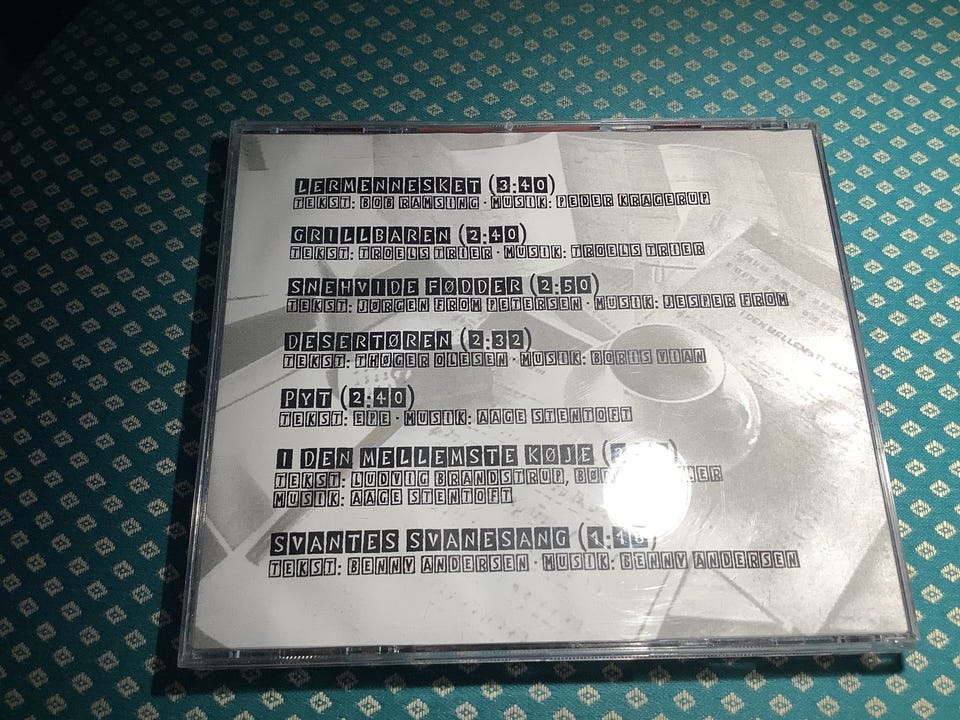 LERMENNESKET (3:40)
TEKST: BOB RAMSING · MUSIK: PEDER KRAGERUP
GRILLBAREN (2:40)
TEKST: TROELS TRIER · MUSIK: TROELS TRIER
SNEHVIDE FØDDER (2:50)
TEKST: JØRGEN FROM PETERSEN · MUSIK: JESPER FROM
DESERTØREN (2:32)
TEKST: THØGER OLESEN · MUSIK: BORIS VIAN
PYT (2:40)
TEKST: EPE · MUSIK: AAGE STENTOFT
I DEN MELLEMSTE KØJE
TEKST: LUDVIG BRANDSTRUP,
MUSIK: AAGE STENTOFT
SVANTES SVANESANG
TEKST: BENNY ANDERSEN · MUSIK: BENNY ANDERSEN